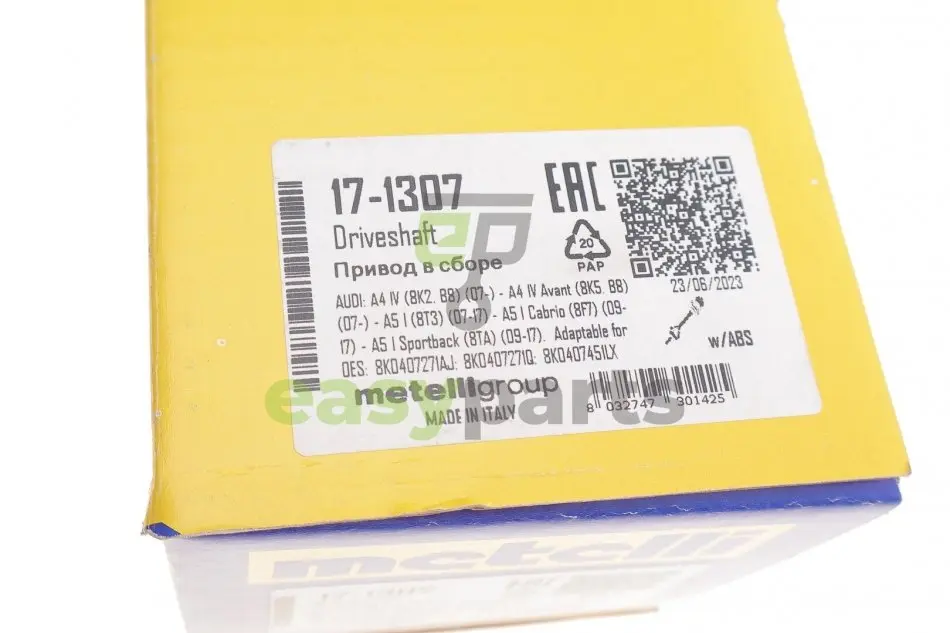 17-1307
Driveshaft
Привод в сборе
EAC
20
PAP
23/06/2023
AUDI: A4 IV (8K2, B8) (07-) - A4 IV Avant (8K5, B8)
(07-) - A5 I (8T3) (07-17) - A5 I Cabrio (8F7) (09-
17) - A5 I Sportback (8TA) (09-17). Adaptable for
OES: 8K0407271AJ; 8K0407271Q; 8K0407451LX
w/ABS
metelligroup
MADE IN ITALY
8 032747 301425
easyparts
metelli